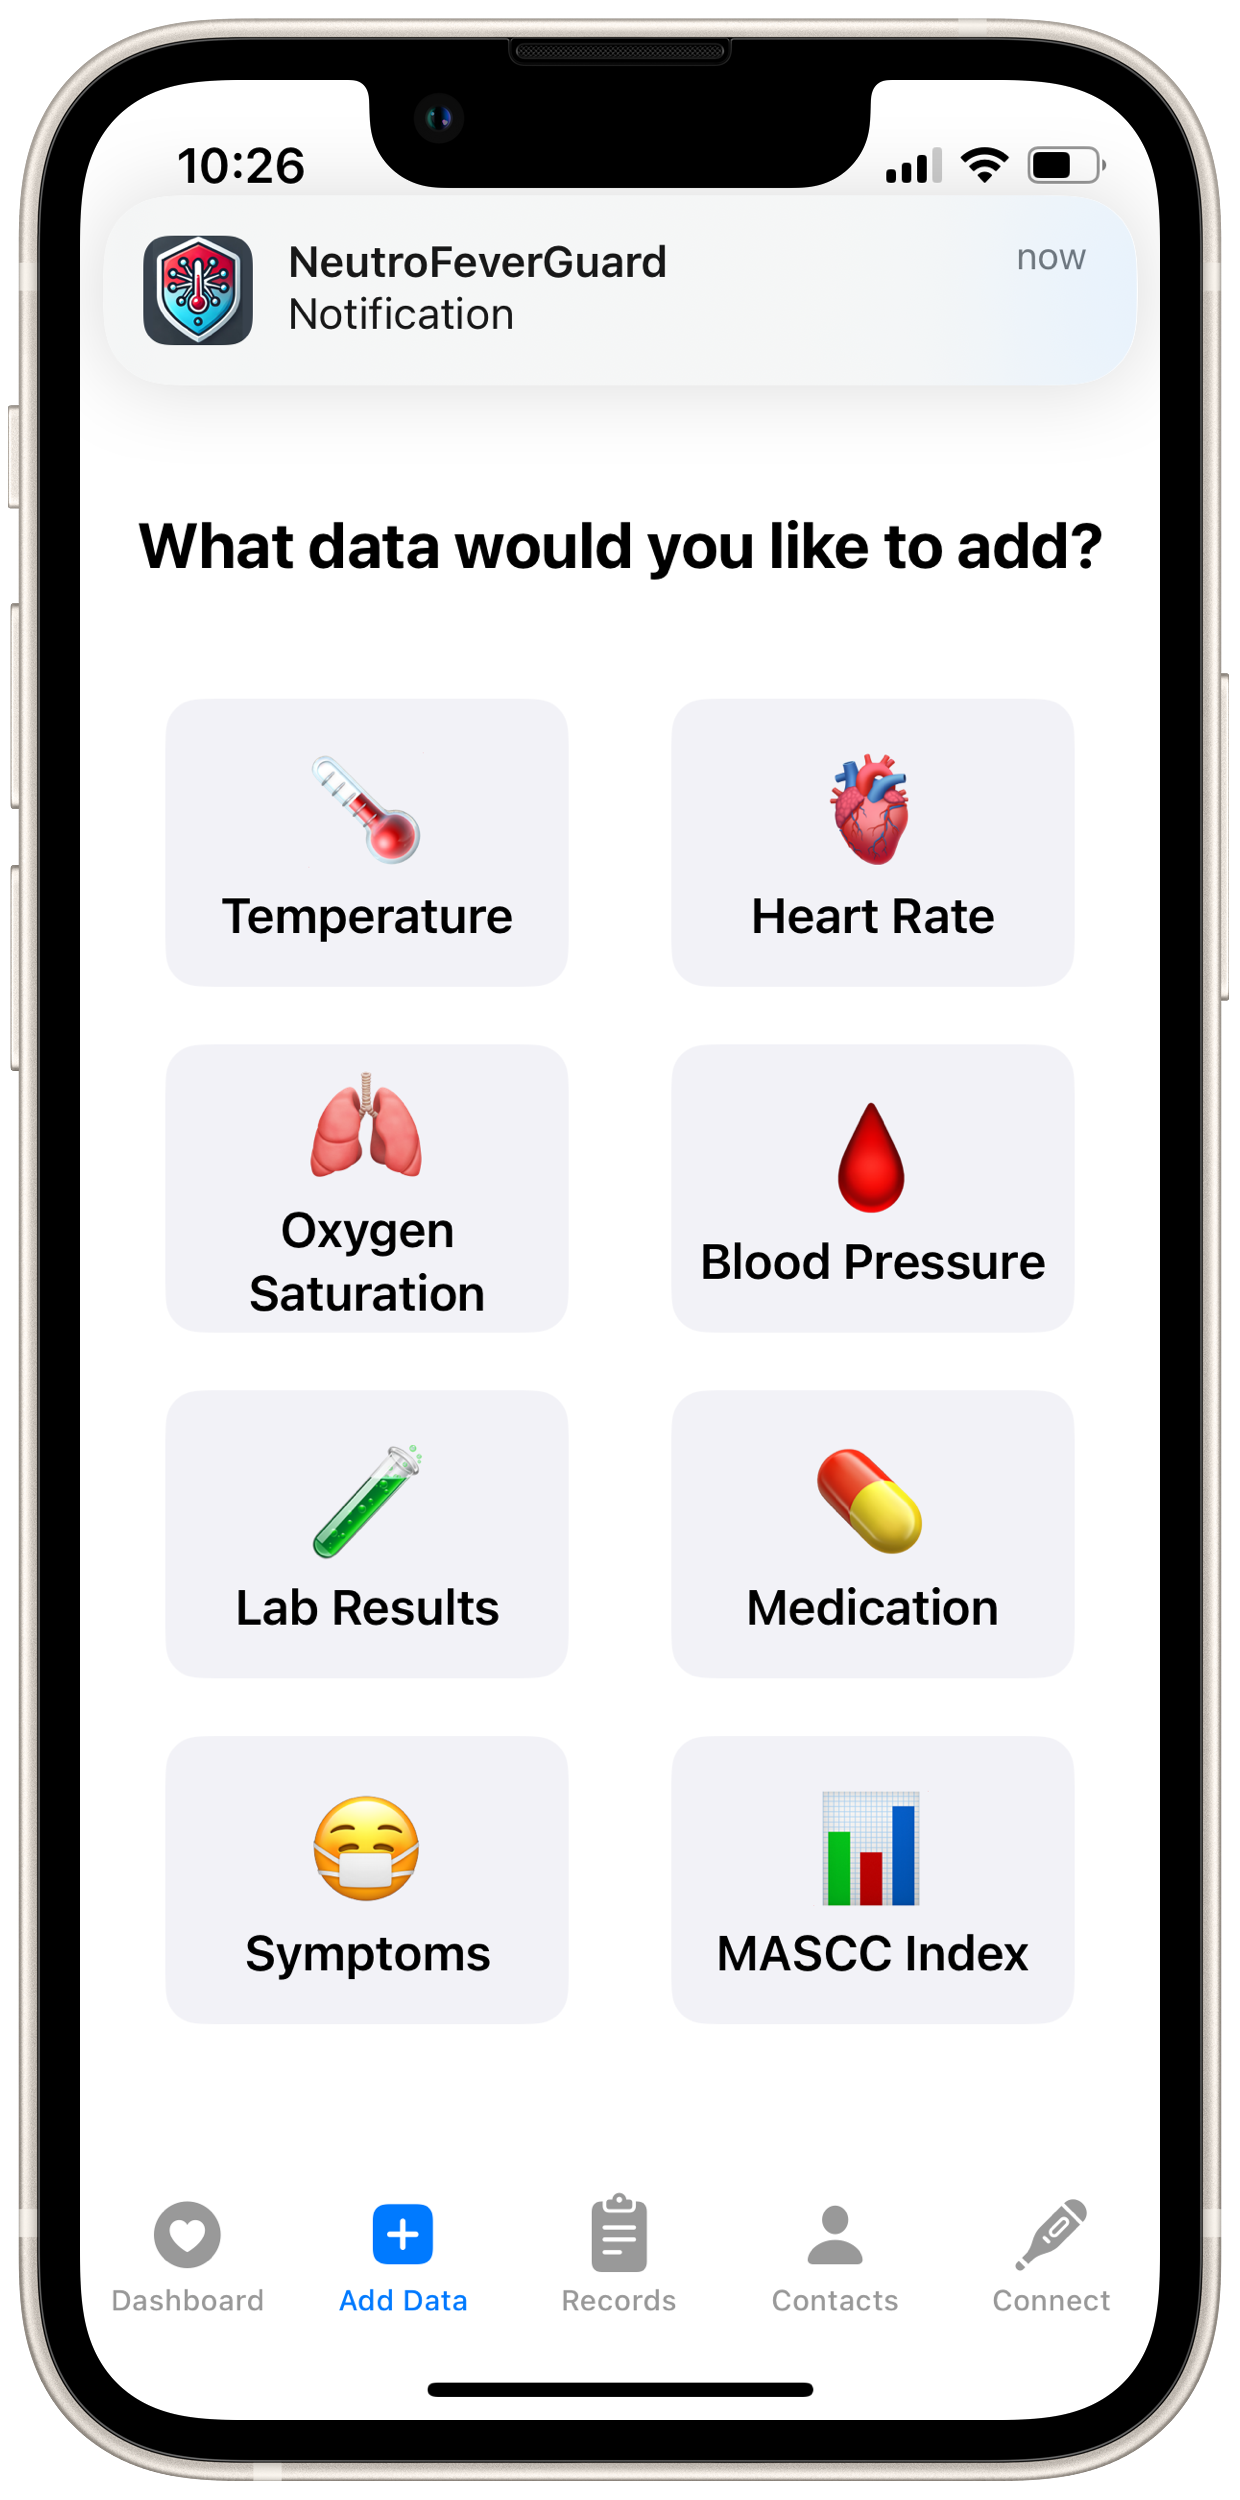 10:26
NeutroFeverGuard
now
Notification
What data would you like to add?
Temperature
Heart Rate
Oxygen
Saturation
Blood Pressure
Lab Results
Medication
Symptoms
MASCC Index
Dashboard
Add Data
Records
Contacts
Connect